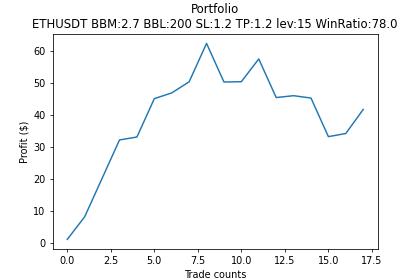 Portfolio
ETHUSDT BBM:2.7 BBL:200 SL:1.2 TP:1.2 lev:15 WinRatio:78.0
60
50
40
30
20
10
0
Profit ($)
0.0 2.5 5.0 7.5 10.0 12.5 15.0 17.5
Trade counts